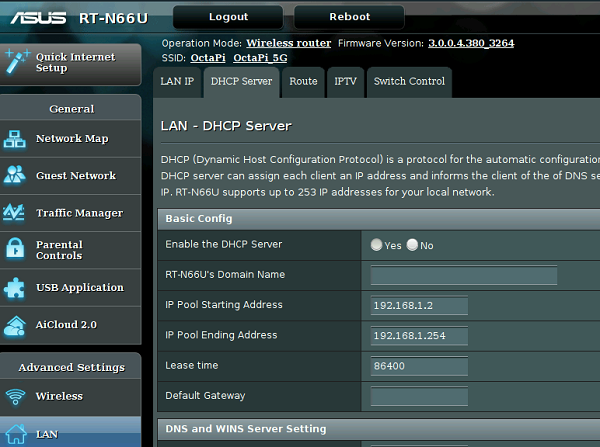 ASUS RT-N66U Logout Reboot
Quick Internet Setup
General
Network Map
Guest Network
Traffic Manager
Parental Controls
USB Application
AiCloud 2.0
Advanced Settings
Wireless
LAN
Operation Mode: Wireless router Firmware Version: 3.0.0.4.380_3264
SSID: OctaPi OctaPi_5G
LAN IP DHCP Server Route IPTV Switch Control
LAN - DHCP Server
DHCP (Dynamic Host Configuration Protocol) is a protocol for the automatic configuration
DHCP server can assign each client an IP address and informs the client of the of DNS se
IP. RT-N66U supports up to 253 IP addresses for your local network.
Basic Config
Enable the DHCP Server Yes No
RT-N66U's Domain Name
IP Pool Starting Address 192.168.1.2
IP Pool Ending Address 192.168.1.254
Lease time 86400
Default Gateway
DNS and WINS Server Setting